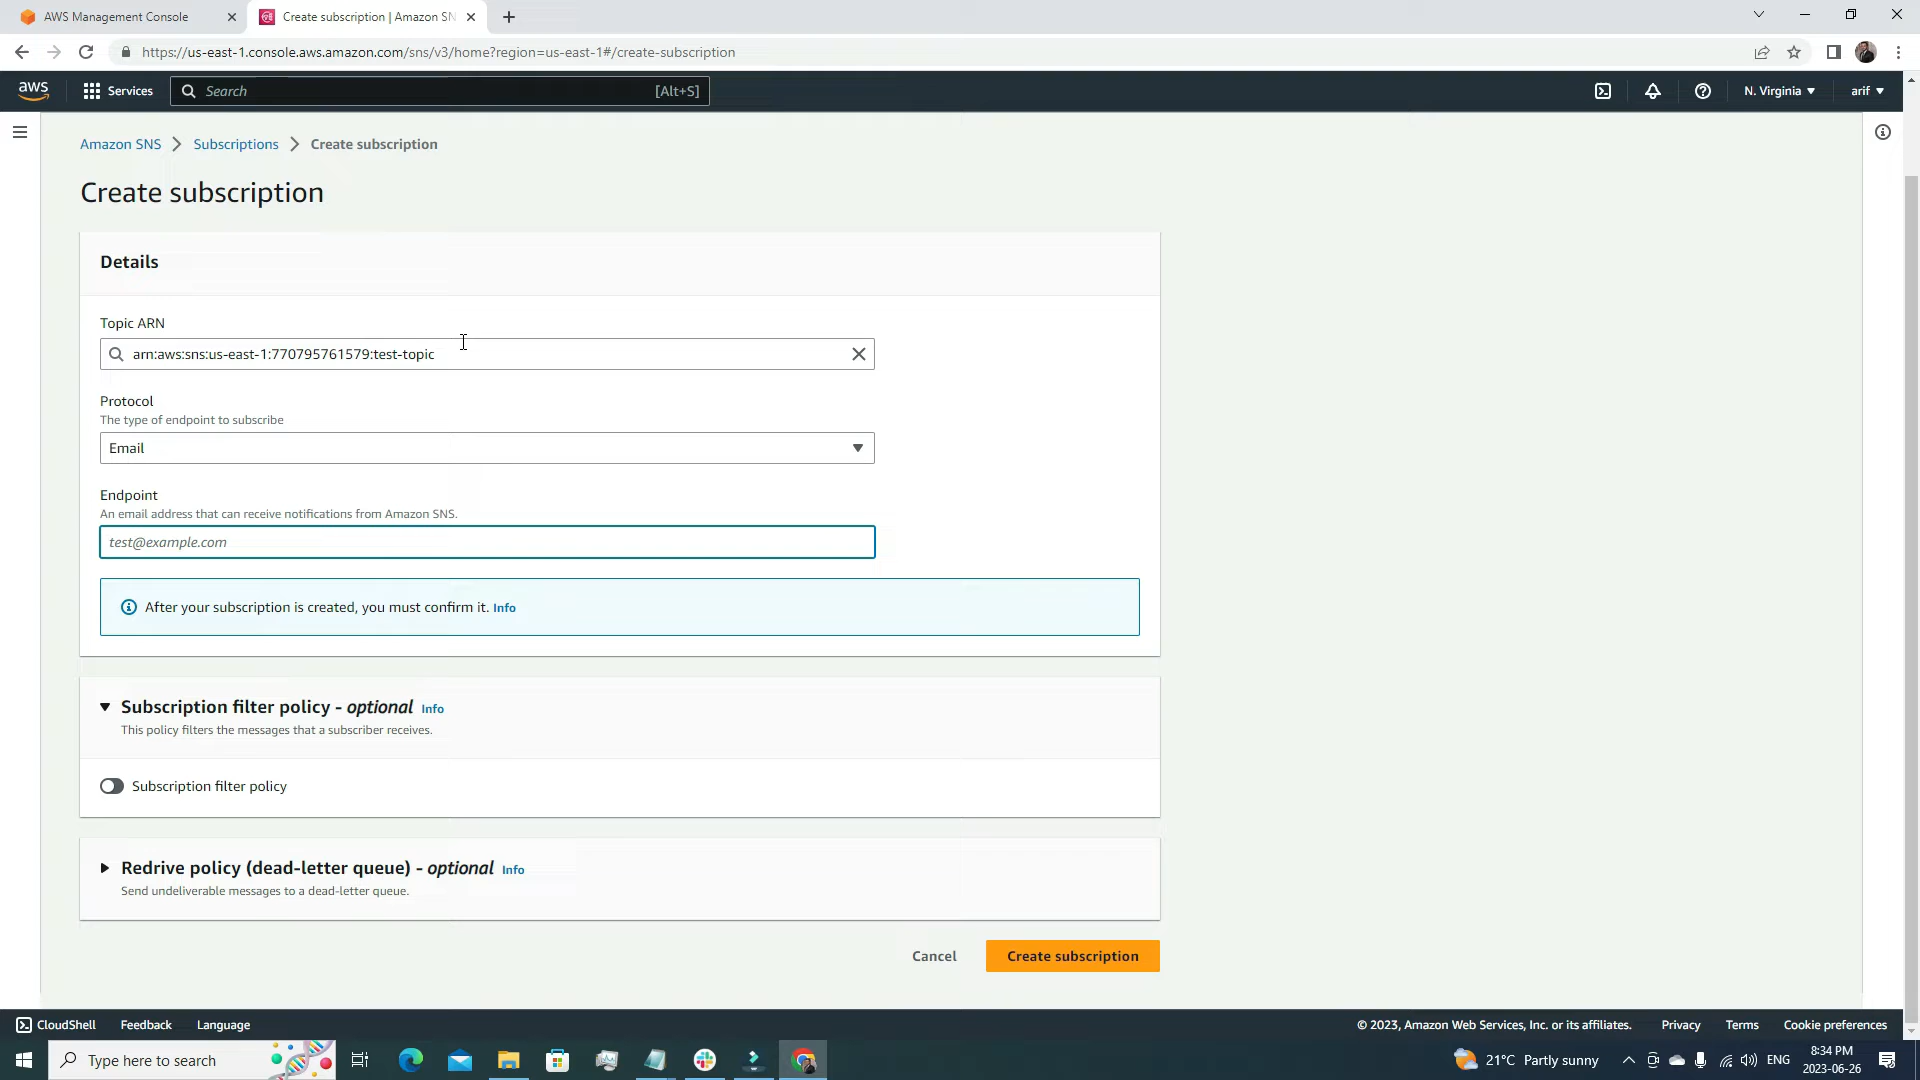 AWS Management Console
Create subscription | Amazon SN
https://us-east-1.console.aws.amazon.com/sns/v3/home?region=us-east-1#/create-subscription
aws
Services
Search
[Alt+S]
N. Virginia
arif
Amazon SNS
Subscriptions
Create subscription
Create subscription
Details
Topic ARN
arn:aws:sns:us-east-1:770795761579:test-topic
Protocol
The type of endpoint to subscribe
Email
Endpoint
An email address that can receive notifications from Amazon SNS.
test@example.com
After your subscription is created, you must confirm it. Info
Subscription filter policy - optional Info
This policy filters the messages that a subscriber receives.
Subscription filter policy
Redrive policy (dead-letter queue) - optional Info
Send undeliverable messages to a dead-letter queue.
Cancel
Create subscription
CloudShell
Feedback
Language
© 2023, Amazon Web Services, Inc. or its affiliates.
Privacy
Terms
Cookie preferences
Type here to search
21°C Partly sunny
ENG
8:34 PM
2023-06-26